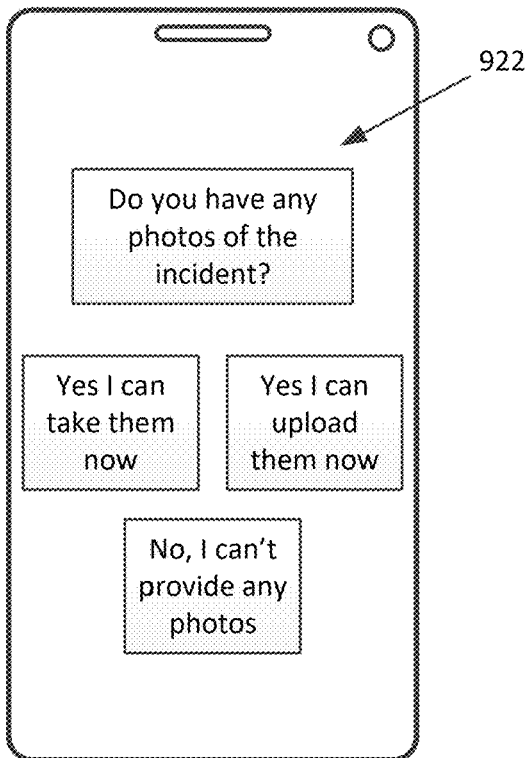 922
Do you have any
photos of the
incident?
Yes I can
take them
now
Yes I can
upload
them now
No, I can't
provide any
photos